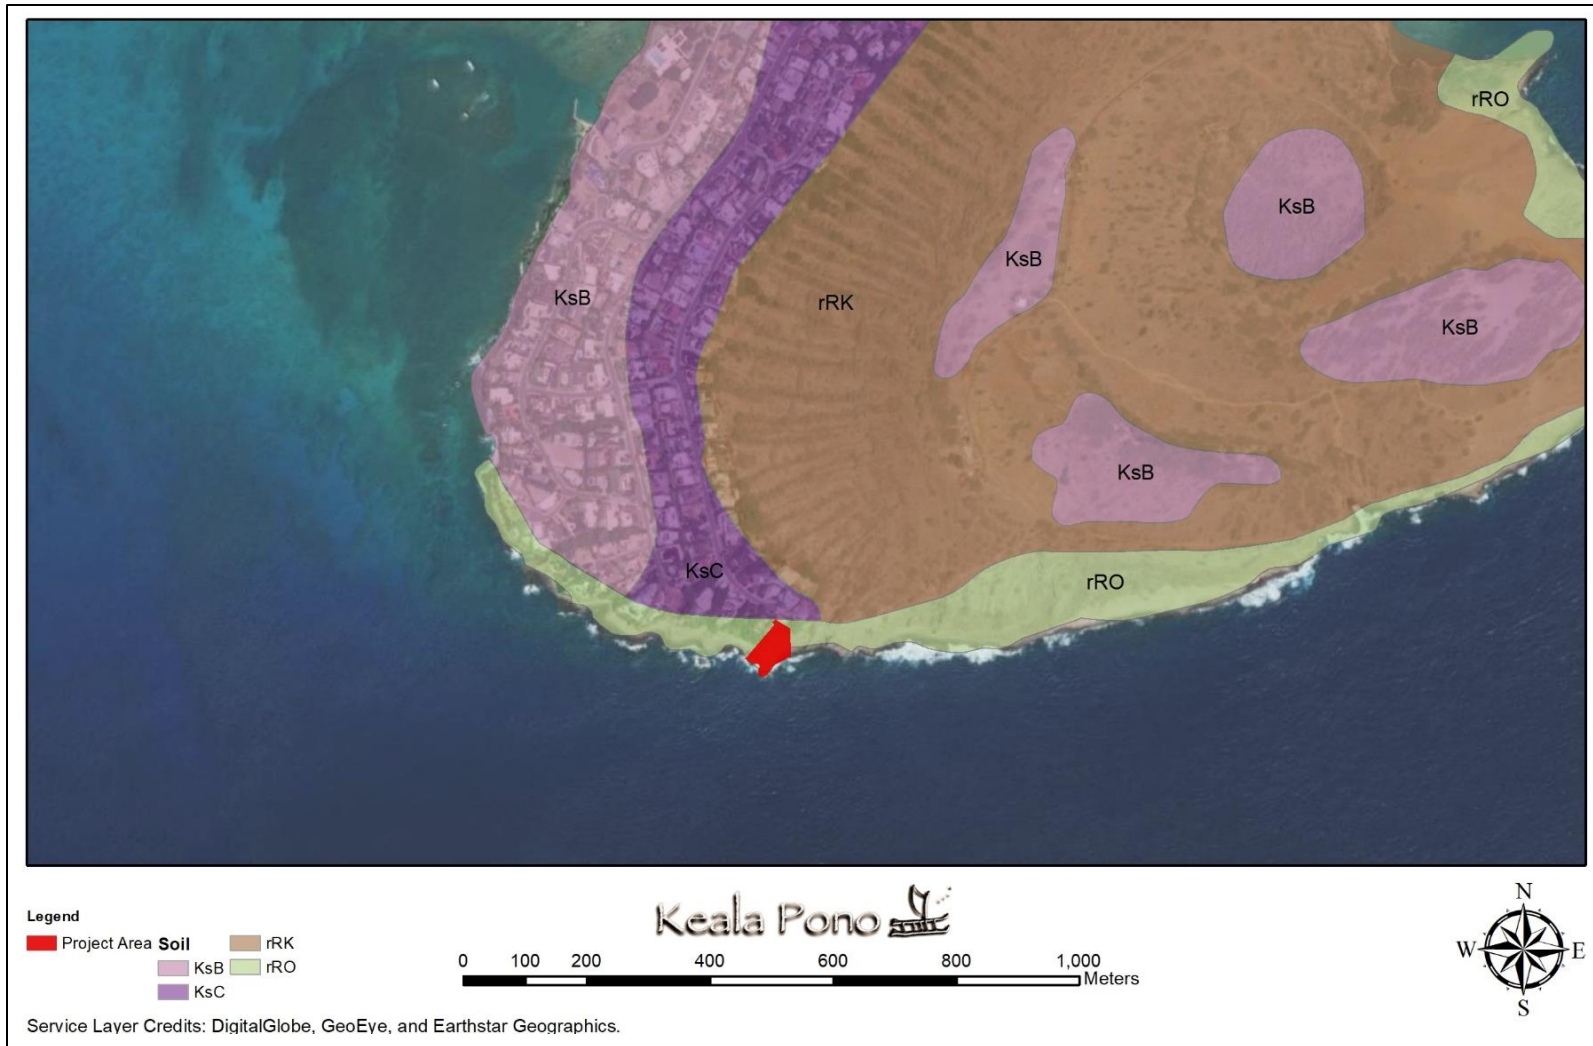 rRO
KsB
KsB
KsB
rRK
KsB
KsB
KsC
rRO
Legend
Project Area
Soil
KsB
KsC
rRK
rRO
Keala Pono
0 100 200 400 600 800 1,000
Meters
N
W E
S
Service Layer Credits: DigitalGlobe, GeoEye, and Earthstar Geographics.